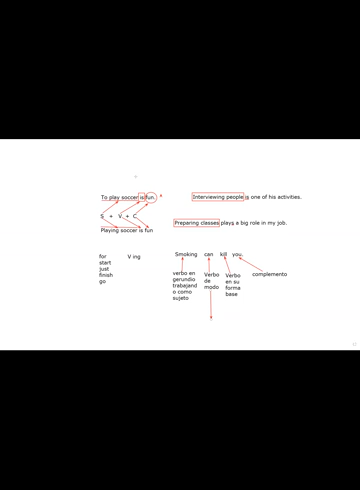 To play soccer is fun.
Interviewing people is one of his activities.
S + V + C
Preparing classes plays a big role in my job.
Playing soccer is fun
for
start
just
finish
go
V ing
Smoking can kill you.
verbo en
gerundio
trabajand
o como
sujeto
Verbo
de
modo
Verbo
en su
forma
base
complemento